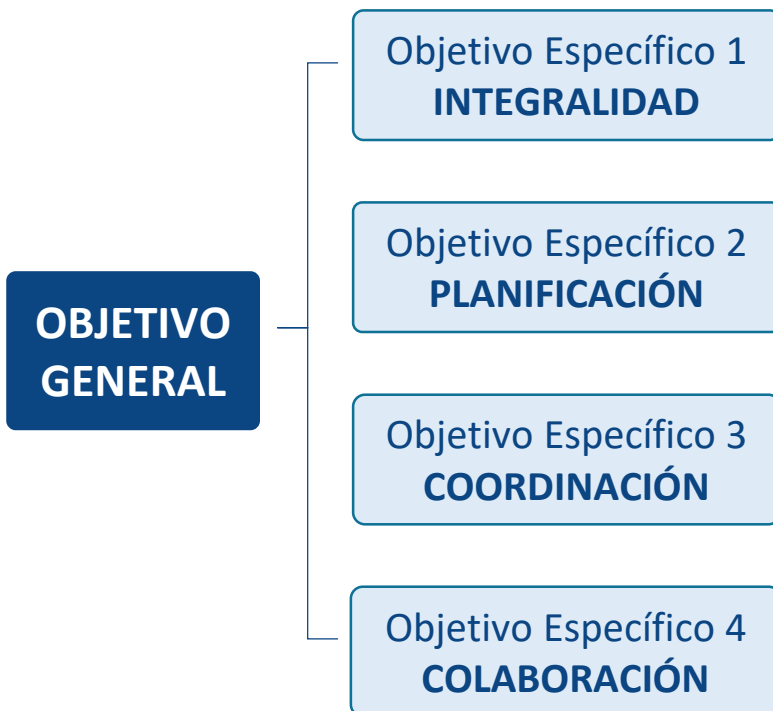 Objetivo Específico 1
INTEGRALIDAD
Objetivo Específico 2
PLANIFICACIÓN
OBJETIVO
GENERAL
Objetivo Específico 3
COORDINACIÓN
Objetivo Específico 4
COLABORACIÓN